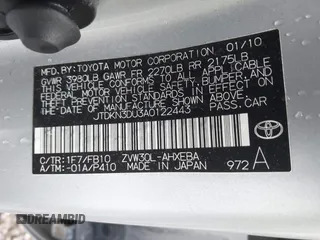 MFD. BY: TOYOTA MOTOR CORPORATION 01/10
GVWR 3980LB GAWR FR 2270LB RR 2175LB
THIS VEHICLE CONFORMS TO ALL APPLICABLE
FEDERAL MOTOR VEHICLE SAFETY, BUMPER, AND
THEFT PREVENTION STANDARDS IN EFFECT ON
THE DATE OF MANUFACTURE SHOWN ABOVE.
JTDKN3DU3A0122443
C/TR: 1F7/FB10 ZVW30L-AHXEBA
A/TM: -01A/P410 MADE IN JAPAN 972 A
TOYOTA
DREAMBID